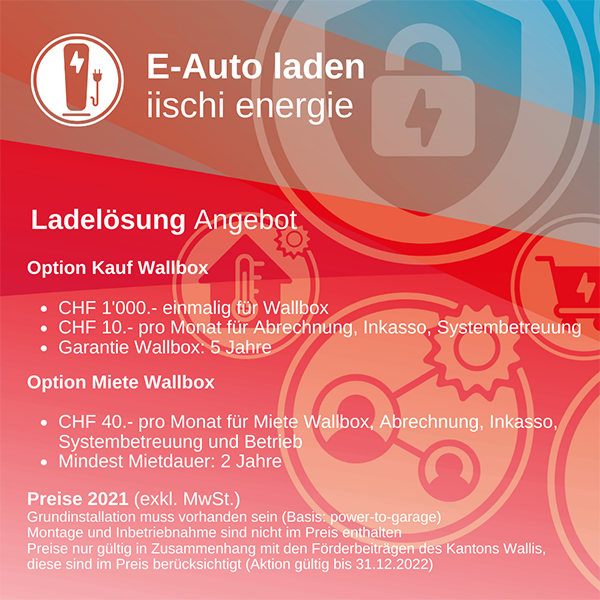 E-Auto laden
iischi energie
Ladelösung Angebot
Option Kauf Wallbox
• CHF 1'000.- einmalig für Wallbox
• CHF 10.- pro Monat für Abrechnung, Inkasso, Systembetreuung
• Garantie Wallbox: 5 Jahre
Option Miete Wallbox
• CHF 40.- pro Monat für Miete Wallbox, Abrechnung, Inkasso,
Systembetreuung und Betrieb
• Mindest Mietdauer: 2 Jahre
Preise 2021 (exkl. MwSt.)
Grundinstallation muss vorhanden sein (Basis: power-to-garage)
Montage und Inbetriebnahme sind nicht im Preis enthalten
Preise nur gültig in Zusammenhang mit den Förderbeiträgen des Kantons Wallis,
diese sind im Preis berücksichtigt (Aktion gültig bis 31.12.2022)